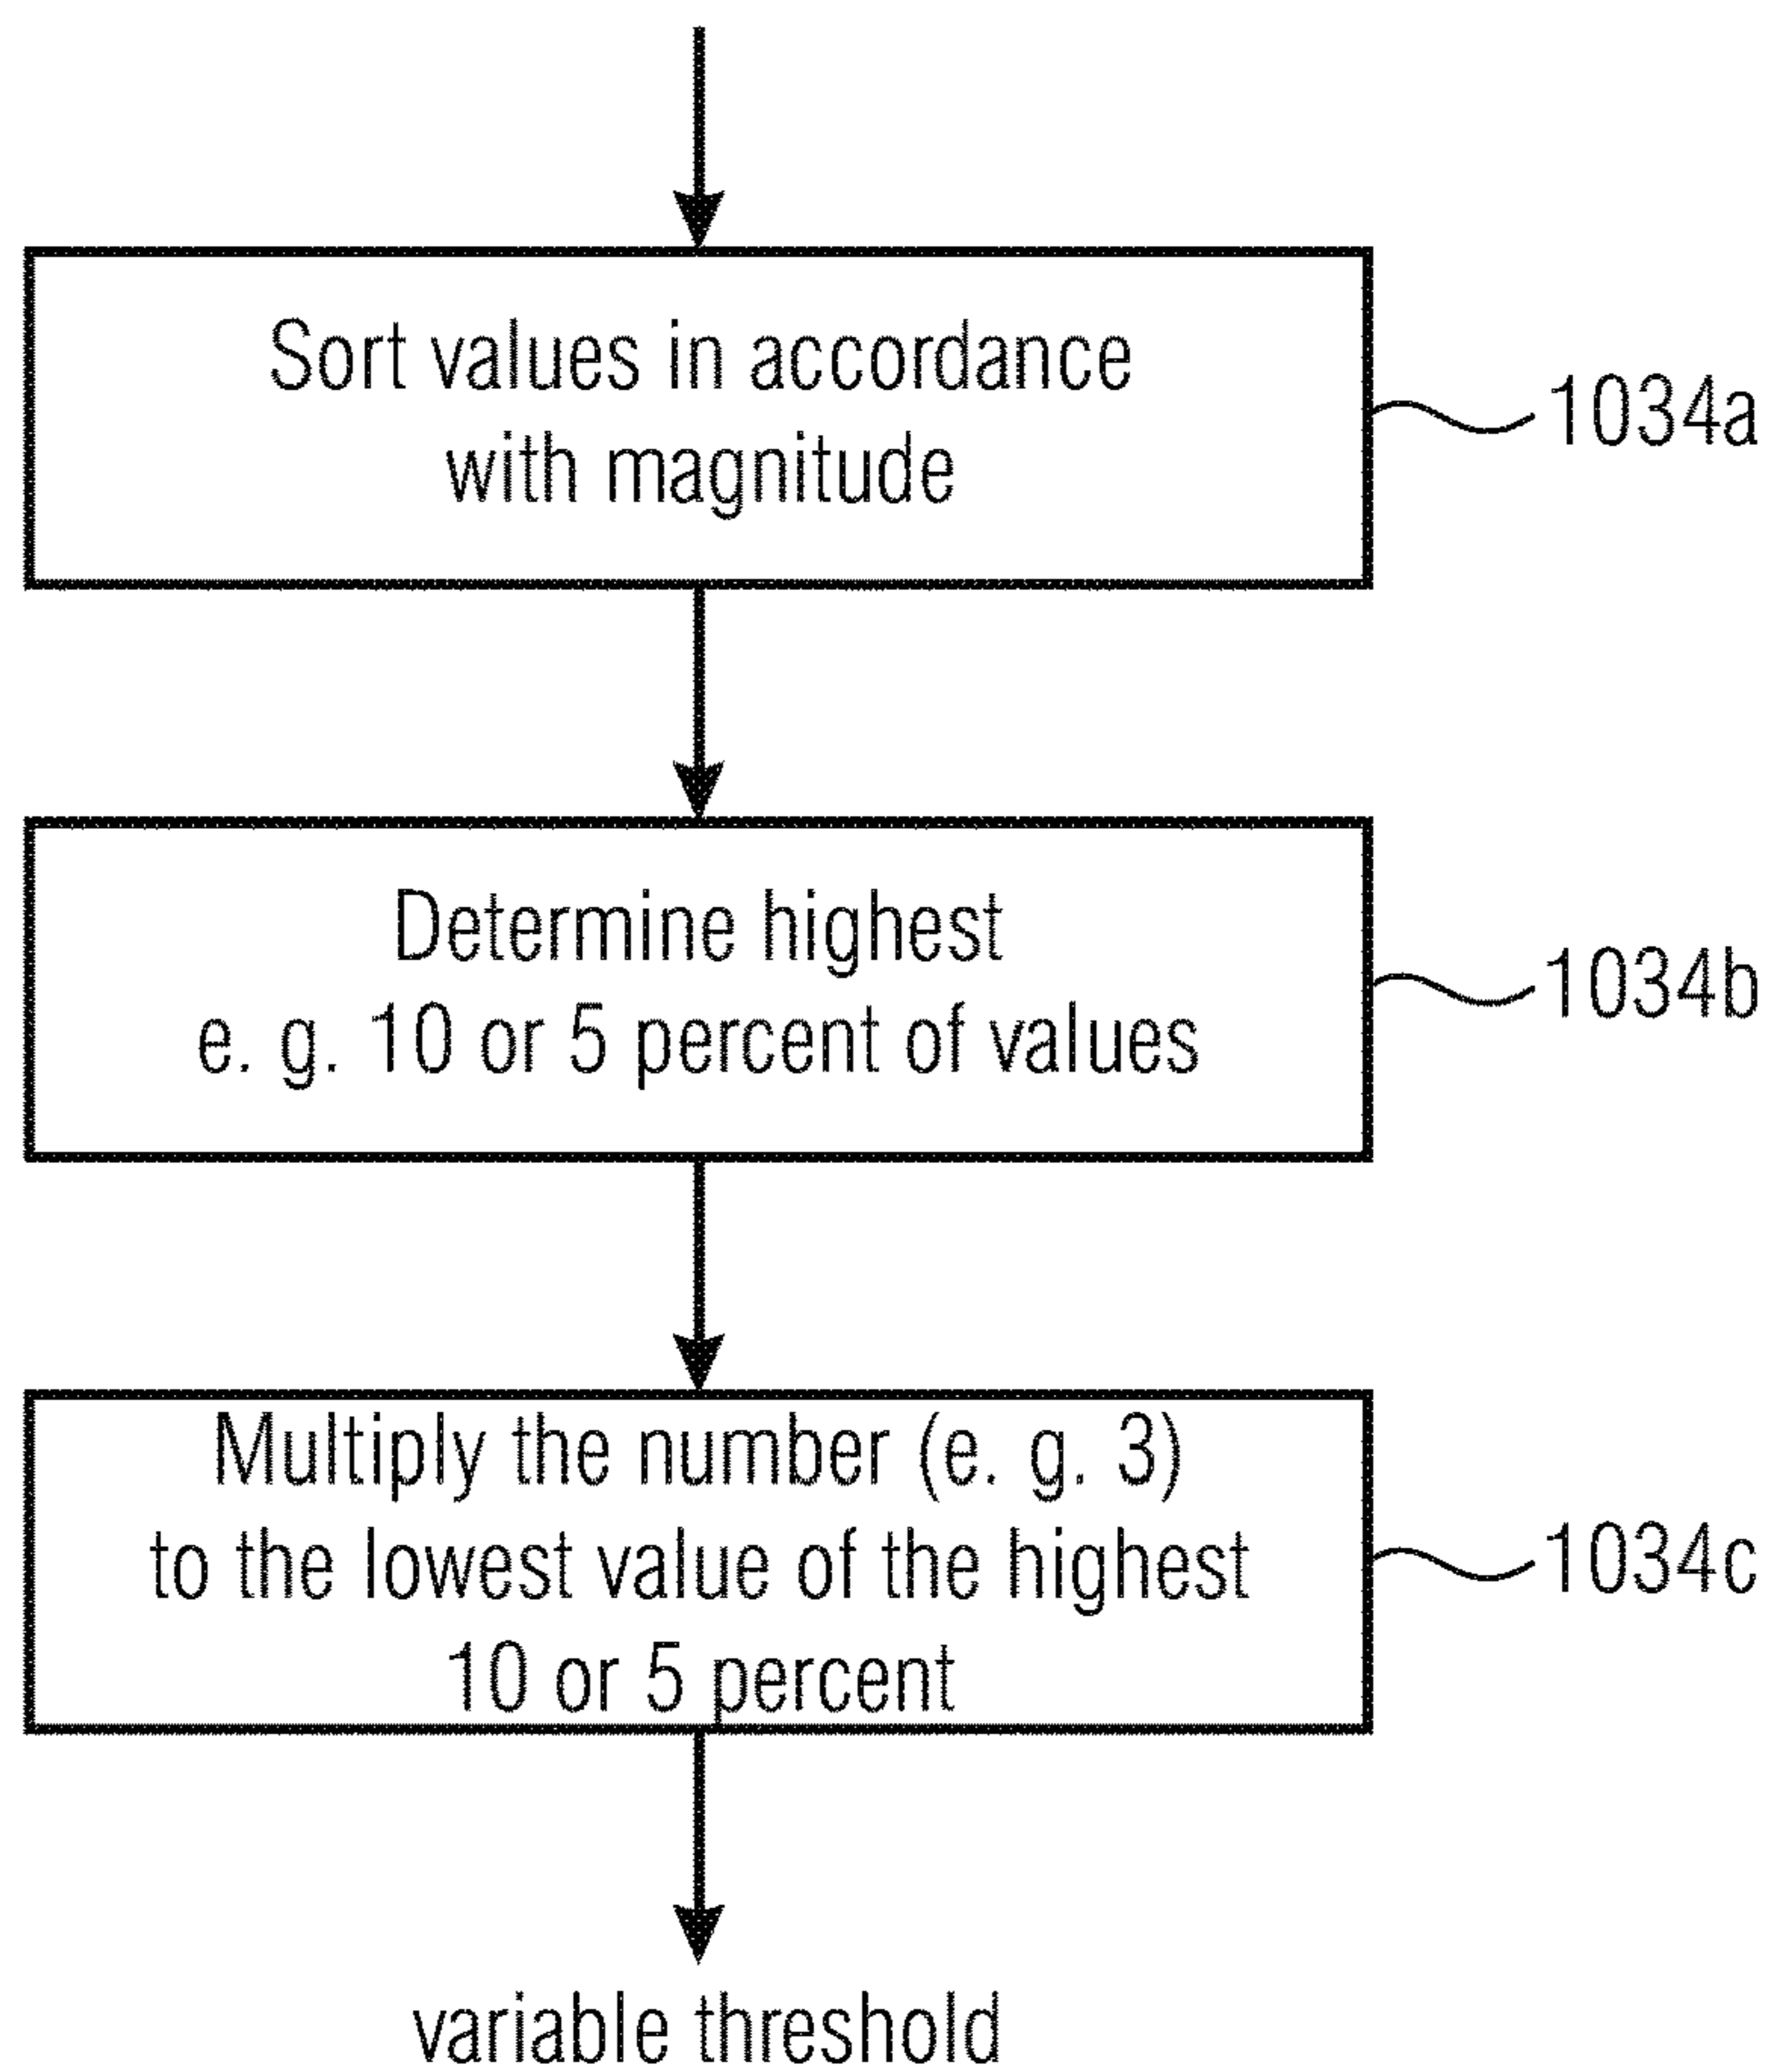 Sort values in accordance
with magnitude
1034a
Determine highest
e. g. 10 or 5 percent of values
1034b
Multiply the number (e. g. 3)
to the lowest value of the highest
10 or 5 percent
1034c
variable threshold